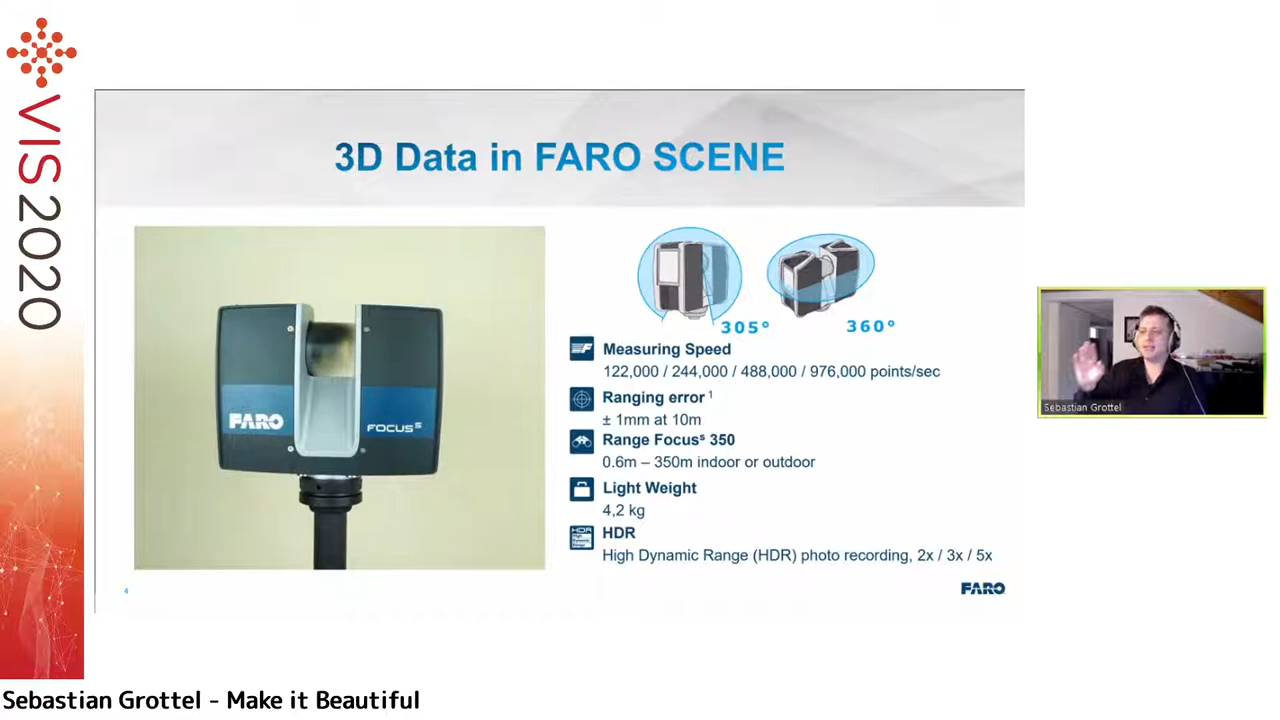 VIS2020
3D Data in FARO SCENE
FARO
FOCUS S
305°
360°
Measuring Speed
122,000 / 244,000 / 488,000 / 976,000 points/sec
Ranging error 1
± 1mm at 10m
Range Focus s 350
0.6m – 350m indoor or outdoor
Light Weight
4,2 kg
HDR
HDR
High Dynamic Range (HDR) photo recording, 2x / 3x / 5x
4
FARO
Sebastian Grottel
Sebastian Grottel - Make it Beautiful